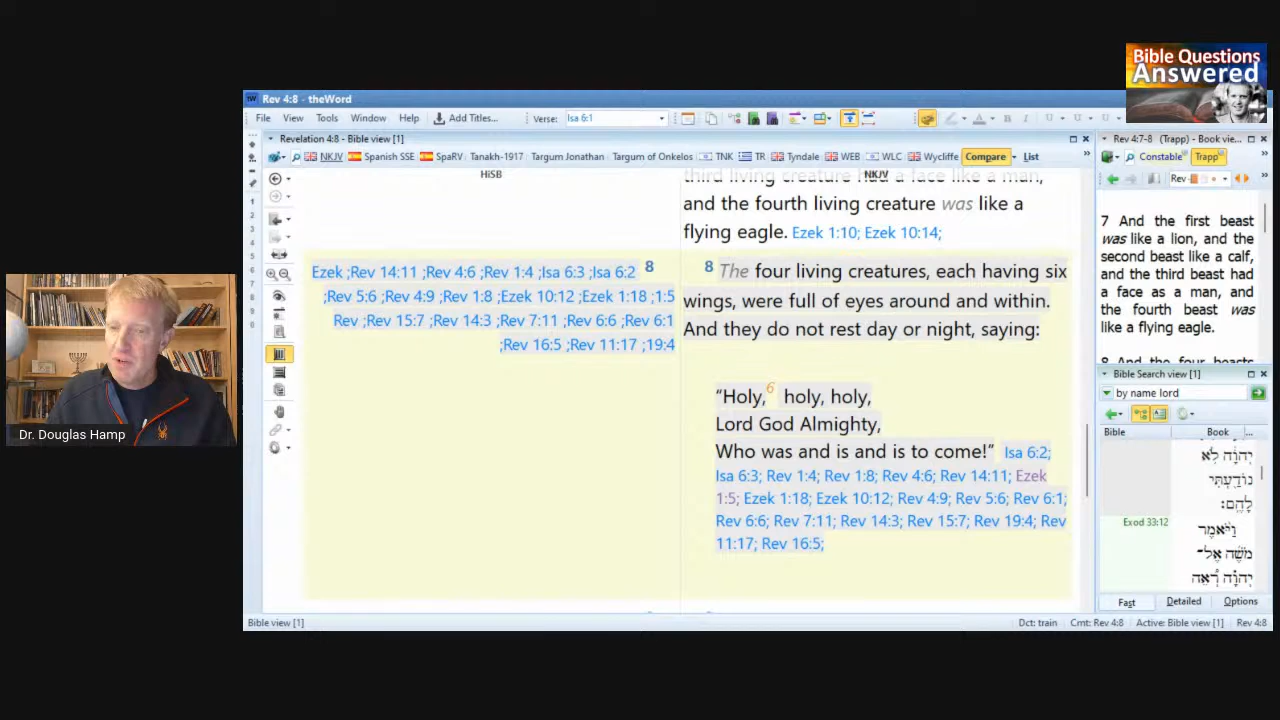 Bible Questions
Answered
Rev 4:8 - theWord
File View Tools Window Help Add Titles... Verse: Isa 6:1
Revelation 4:8 - Bible view [1]
NKJV Spanish SSE SpaRV Tanakh-1917 Targum Jonathan Targum of Onkelos TNK TR Tyndale WEB WLC Wycliffe Compare List
HiSB
NKJV
third living creature had a face like a man,
and the fourth living creature was like a
flying eagle. Ezek 1:10; Ezek 10:14;
Ezek ;Rev 14:11 ;Rev 4:6 ;Rev 1:4 ;Isa 6:3 ;Isa 6:2 8
;Rev 5:6 ;Rev 4:9 ;Rev 1:8 ;Ezek 10:12 ;Ezek 1:18 ;1:5
Rev ;Rev 15:7 ;Rev 14:3 ;Rev 7:11 ;Rev 6:6 ;Rev 6:1
;Rev 16:5 ;Rev 11:17 ;19:4
8 The four living creatures, each having six
wings, were full of eyes around and within.
And they do not rest day or night, saying:
“Holy,6 holy, holy,
Lord God Almighty,
Who was and is and is to come!” Isa 6:2;
Isa 6:3; Rev 1:4; Rev 1:8; Rev 4:6; Rev 14:11; Ezek
1:5; Ezek 1:18; Ezek 10:12; Rev 4:9; Rev 5:6; Rev 6:1;
Rev 6:6; Rev 7:11; Rev 14:3; Rev 15:7; Rev 19:4; Rev
11:17; Rev 16:5;
Rev 4:7-8 (Trapp) - Book vie...
Constable Trapp
Rev
7 And the first beast
was like a lion, and the
second beast like a calf,
and the third beast had
a face as a man, and
the fourth beast was
like a flying eagle.
8 And the four beasts
Bible Search view [1]
by name lord
Bible Book ...
יְהוָ֔ה לֹ֥א
נוֹדַ֖עְתִּי
לָהֶֽם׃
Exod 33:12
וַיֹּ֨אמֶר
מֹשֶׁ֜ה אֶל־
יְהוָ֗ה רְ֠אֵה
Fast Detailed Options
Dr. Douglas Hamp
Bible view [1] Dct: train Cmt: Rev 4:8 Active: Bible view [1] Rev 4:8